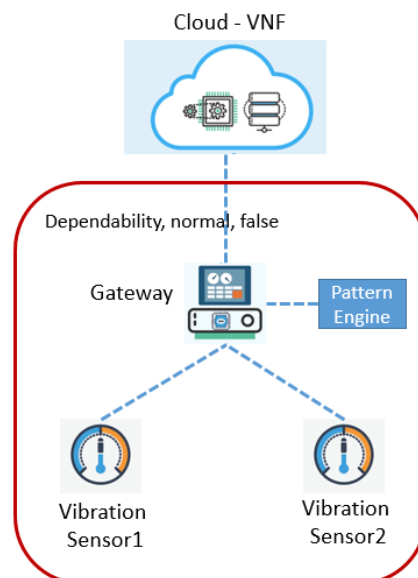 Cloud - VNF
Dependability, normal, false
Gateway
Pattern
Engine
Vibration
Sensor1
Vibration
Sensor2